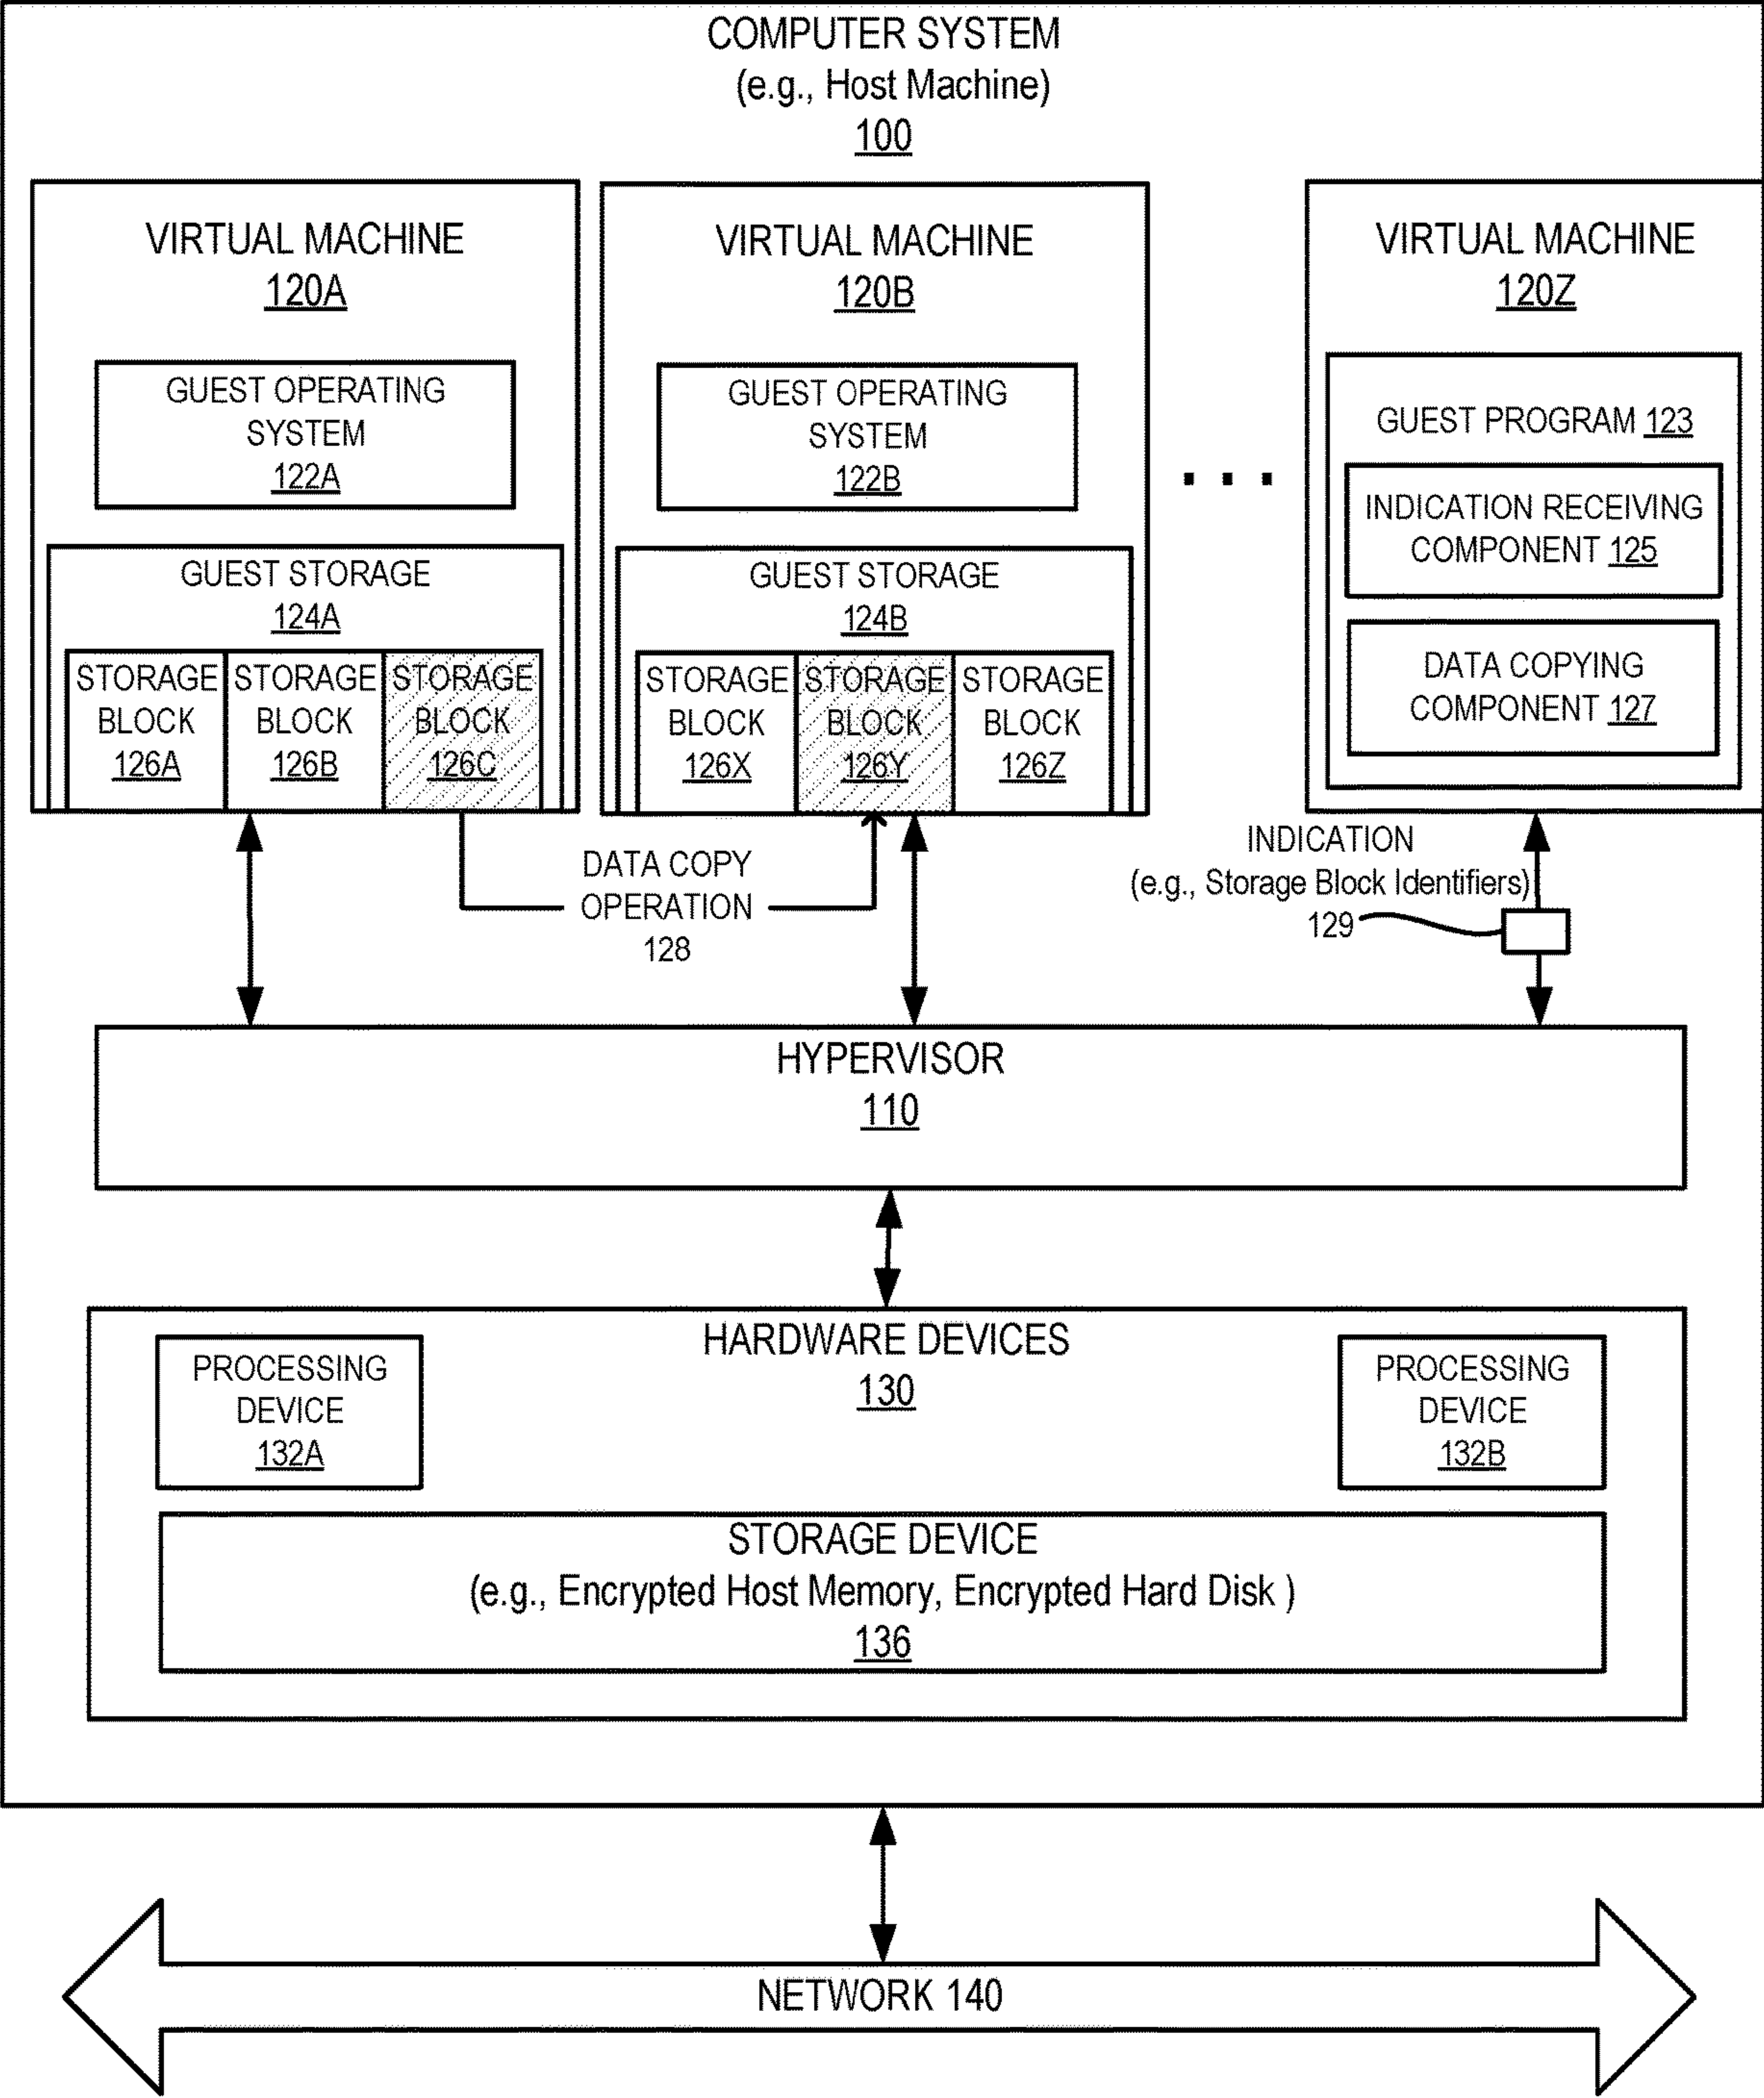 COMPUTER SYSTEM
(e.g., Host Machine)
100
VIRTUAL MACHINE
120A
GUEST OPERATING
SYSTEM
122A
GUEST STORAGE
124A
STORAGE
BLOCK
126A
STORAGE
BLOCK
126B
STORAGE
BLOCK
126C
VIRTUAL MACHINE
120B
GUEST OPERATING
SYSTEM
122B
GUEST STORAGE
124B
STORAGE
BLOCK
126X
STORAGE
BLOCK
126Y
STORAGE
BLOCK
126Z
. . .
VIRTUAL MACHINE
120Z
GUEST PROGRAM 123
INDICATION RECEIVING
COMPONENT 125
DATA COPYING
COMPONENT 127
DATA COPY
OPERATION
128
INDICATION
(e.g., Storage Block Identifiers)
129
HYPERVISOR
110
HARDWARE DEVICES
130
PROCESSING
DEVICE
132A
PROCESSING
DEVICE
132B
STORAGE DEVICE
(e.g., Encrypted Host Memory, Encrypted Hard Disk )
136
NETWORK 140